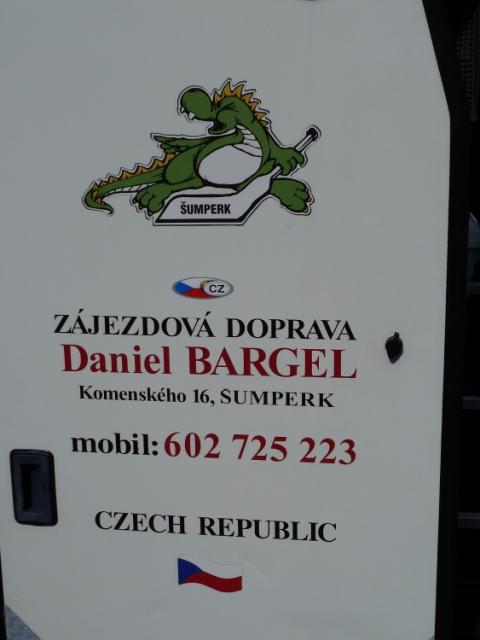 ŠUMPERK
CZ
ZÁJEZDOVÁ DOPRAVA
Daniel BARGEL
Komenského 16, ŠUMPERK
mobil: 602 725 223
CZECH REPUBLIC